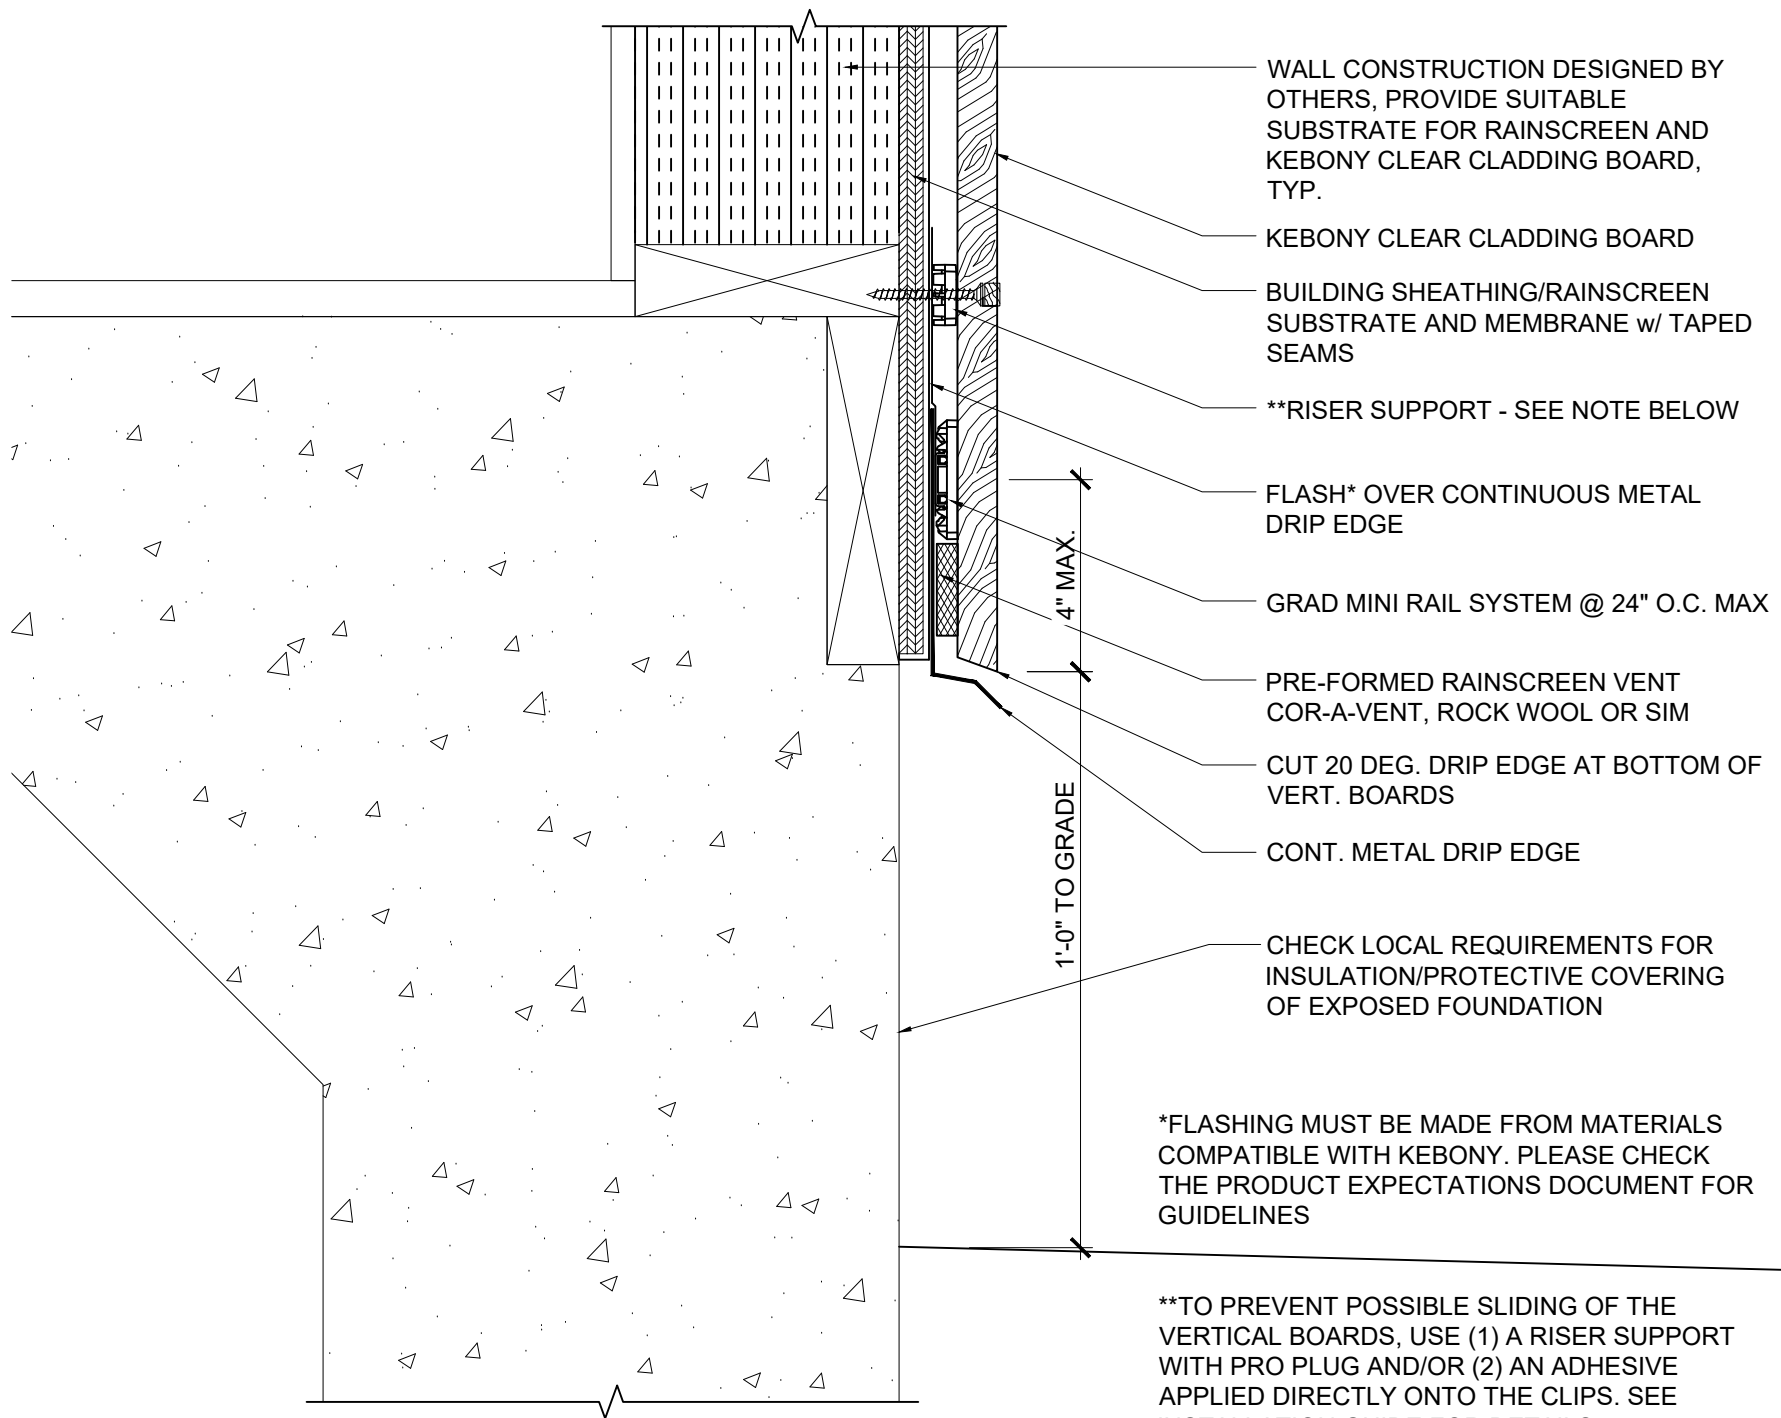 WALL CONSTRUCTION DESIGNED BY
OTHERS, PROVIDE SUITABLE
SUBSTRATE FOR RAINSCREEN AND
KEBONY CLEAR CLADDING BOARD,
TYP.
KEBONY CLEAR CLADDING BOARD
BUILDING SHEATHING/RAINSCREEN
SUBSTRATE AND MEMBRANE w/ TAPED
SEAMS
**RISER SUPPORT - SEE NOTE BELOW
FLASH* OVER CONTINUOUS METAL
DRIP EDGE
4" MAX.
GRAD MINI RAIL SYSTEM @ 24" O.C. MAX
PRE-FORMED RAINSCREEN VENT
COR-A-VENT, ROCK WOOL OR SIM
CUT 20 DEG. DRIP EDGE AT BOTTOM OF
VERT. BOARDS
1'-0" TO GRADE
CONT. METAL DRIP EDGE
CHECK LOCAL REQUIREMENTS FOR
INSULATION/PROTECTIVE COVERING
OF EXPOSED FOUNDATION
*FLASHING MUST BE MADE FROM MATERIALS
COMPATIBLE WITH KEBONY. PLEASE CHECK
THE PRODUCT EXPECTATIONS DOCUMENT FOR
GUIDELINES
**TO PREVENT POSSIBLE SLIDING OF THE
VERTICAL BOARDS, USE (1) A RISER SUPPORT
WITH PRO PLUG AND/OR (2) AN ADHESIVE
APPLIED DIRECTLY ONTO THE CLIPS. SEE